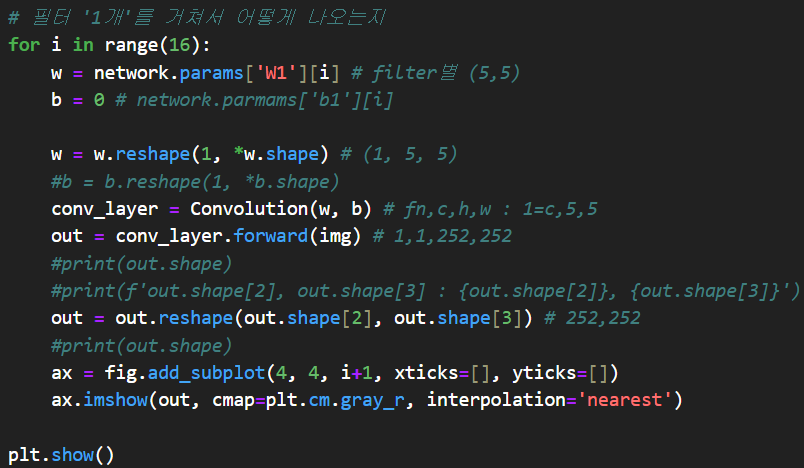 # 필터 '1개'를 거쳐서 어떻게 나오는지
for i in range(16):
    w = network.params['W1'][i] # filter별 (5,5)
    b = 0 # network.parmams['b1'][i]

    w = w.reshape(1, *w.shape) # (1, 5, 5)
    #b = b.reshape(1, *b.shape)
    conv_layer = Convolution(w, b) # fn,c,h,w : 1=c,5,5
    out = conv_layer.forward(img) # 1,1,252,252
    #print(out.shape)
    #print(f'out.shape[2], out.shape[3] : {out.shape[2]}, {out.shape[3]}')
    out = out.reshape(out.shape[2], out.shape[3]) # 252,252
    #print(out.shape)
    ax = fig.add_subplot(4, 4, i+1, xticks=[], yticks=[])
    ax.imshow(out, cmap=plt.cm.gray_r, interpolation='nearest')

plt.show()